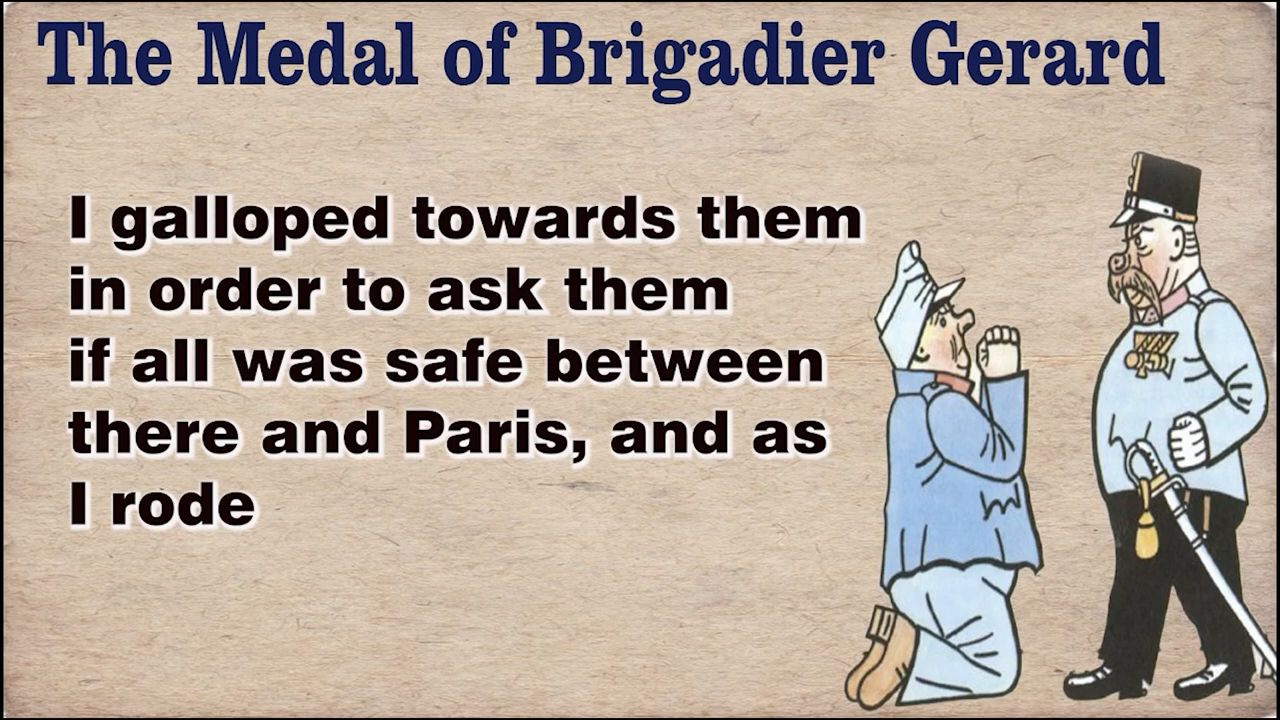 The Medal of Brigadier Gerard
I galloped towards them
in order to ask them
if all was safe between
there and Paris, and as
I rode